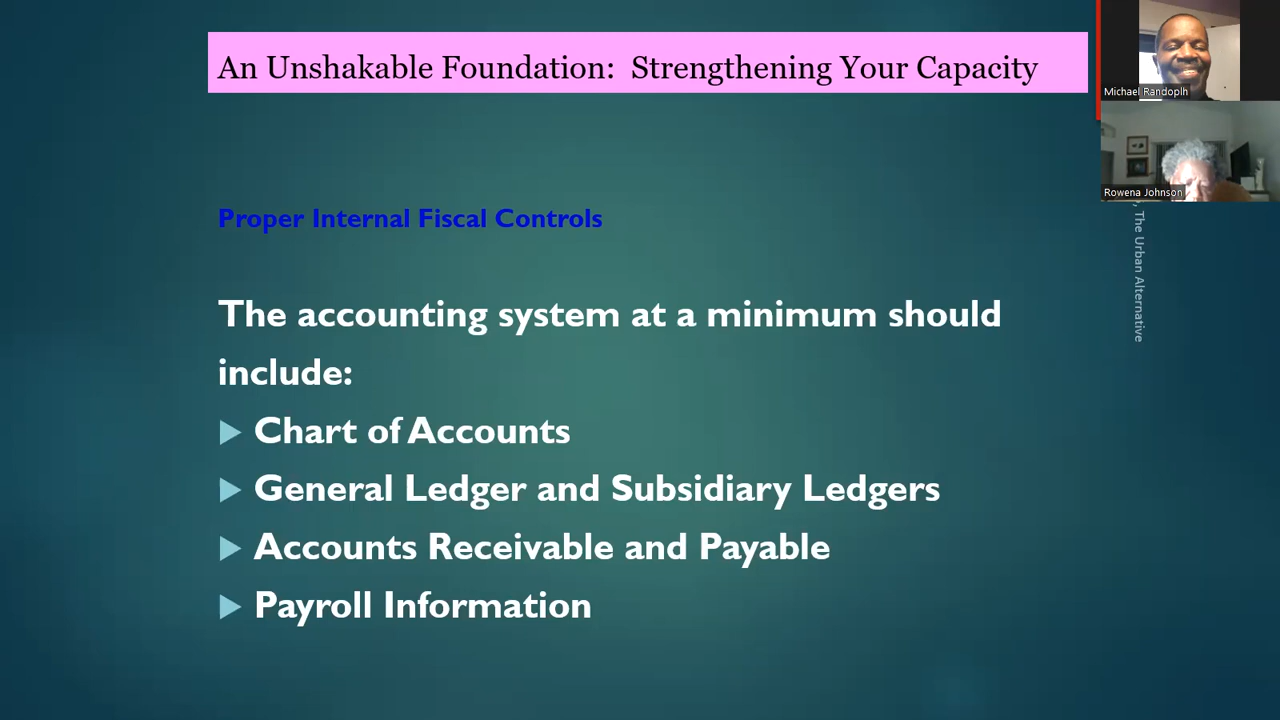 An Unshakable Foundation:  Strengthening Your Capacity
Proper Internal Fiscal Controls
The accounting system at a minimum should
include:
Chart of Accounts
General Ledger and Subsidiary Ledgers
Accounts Receivable and Payable
Payroll Information
Michael Randoplh
Rowena Johnson
, The Urban Alternative